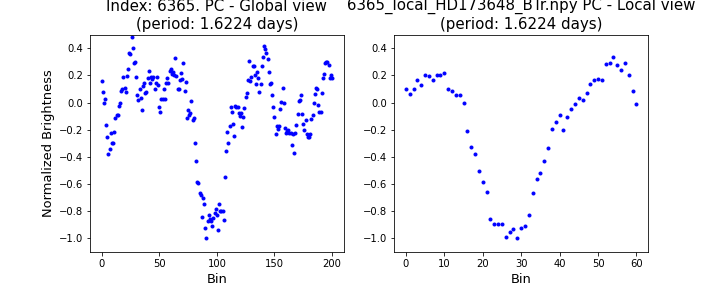 Index: 6365. PC - Global view
(period: 1.6224 days)
6365_local_HD173648_BTr.npy PC - Local view
(period: 1.6224 days)
Normalized Brightness
0.4
0.2
0.0
−0.2
−0.4
−0.6
−0.8
−1.0
0 50 100 150 200
Bin
0.4
0.2
0.0
−0.2
−0.4
−0.6
−0.8
−1.0
0 10 20 30 40 50 60
Bin